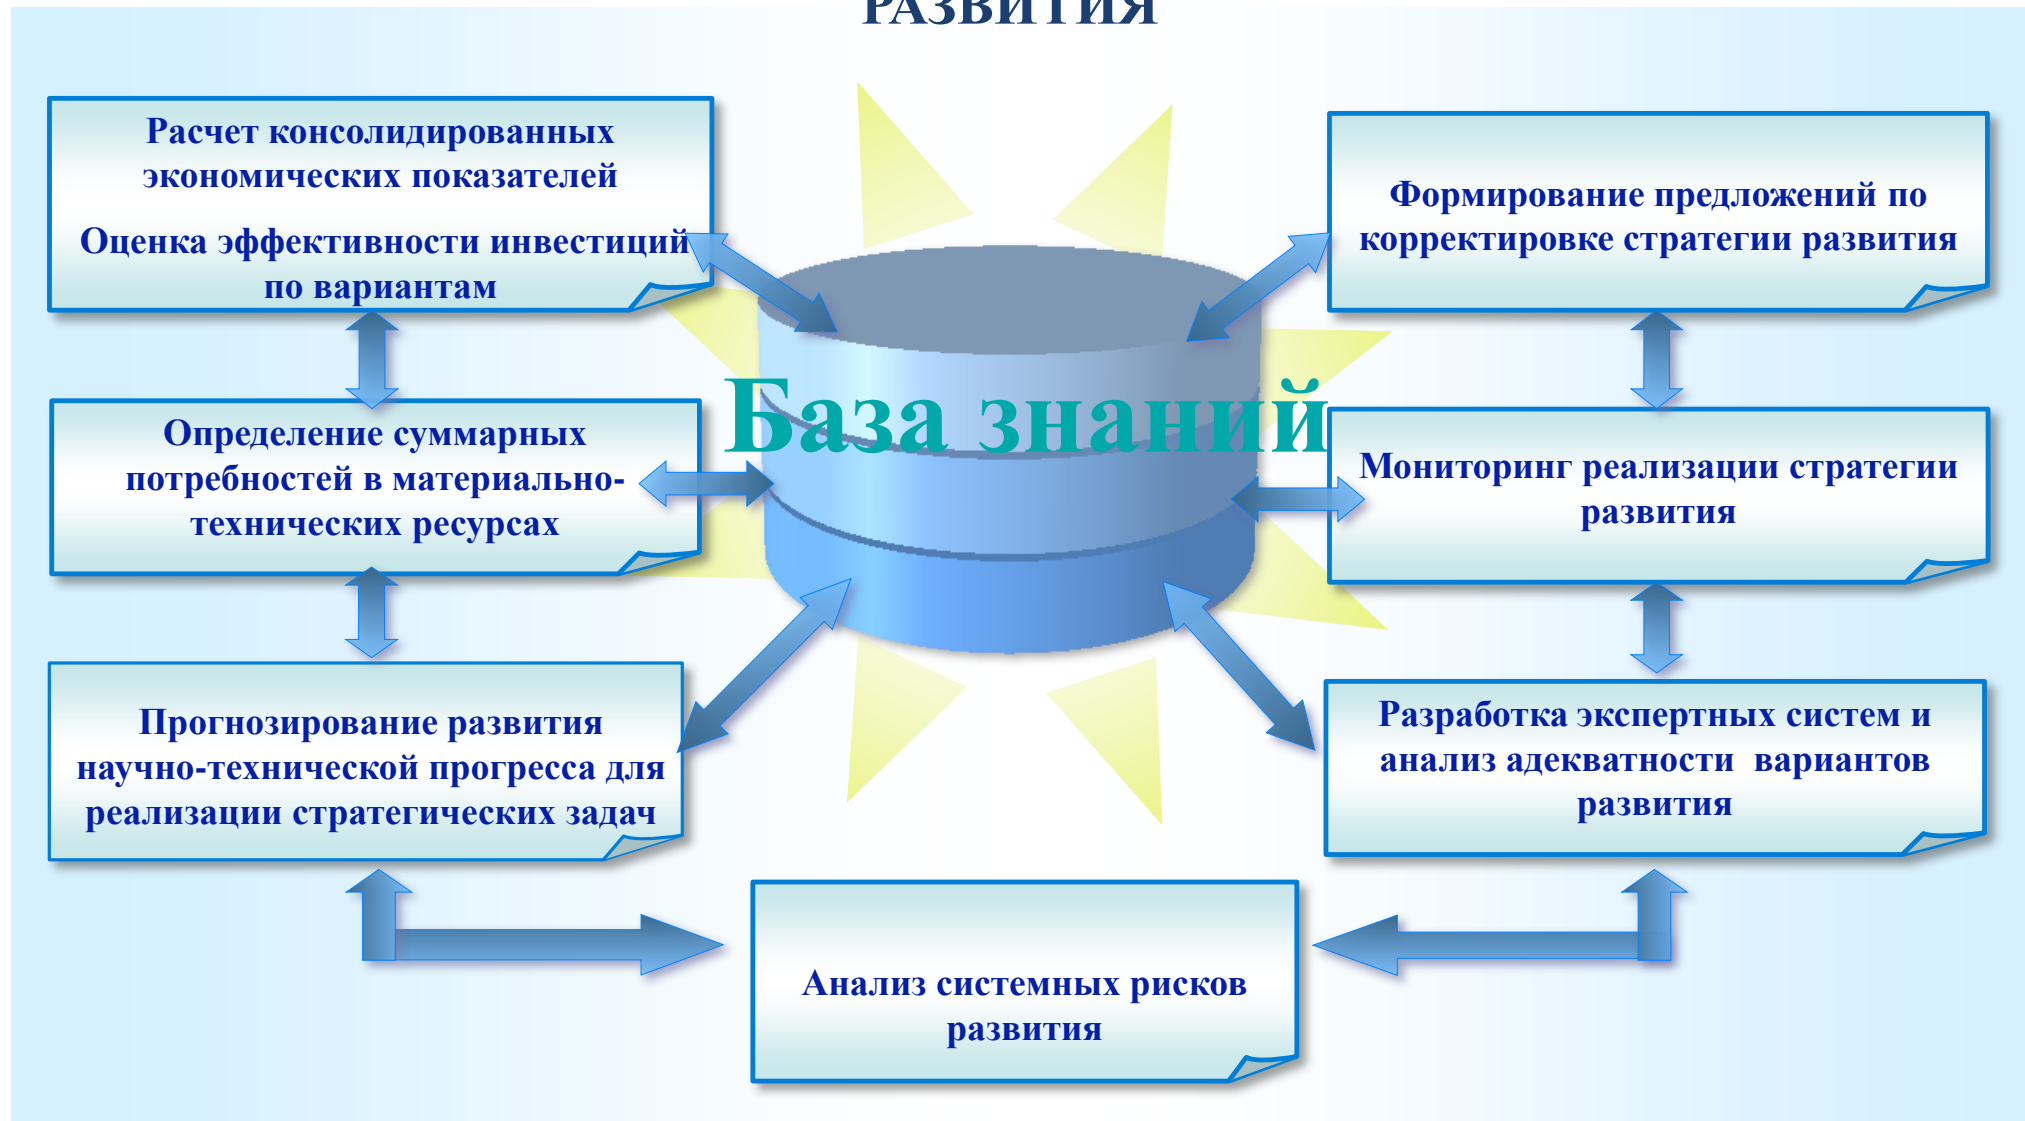 РАЗВИТИЯ
Расчет консолидированных
экономических показателей
Оценка эффективности инвестиций
по вариантам
Определение суммарных
потребностей в материально-
технических ресурсах
Прогнозирование развития
научно-технической прогресса для
реализации стратегических задач
База знаний
Формирование предложений по
корректировке стратегии развития
Мониторинг реализации стратегии
развития
Разработка экспертных систем и
анализ адекватности  вариантов
развития
Анализ системных рисков
развития